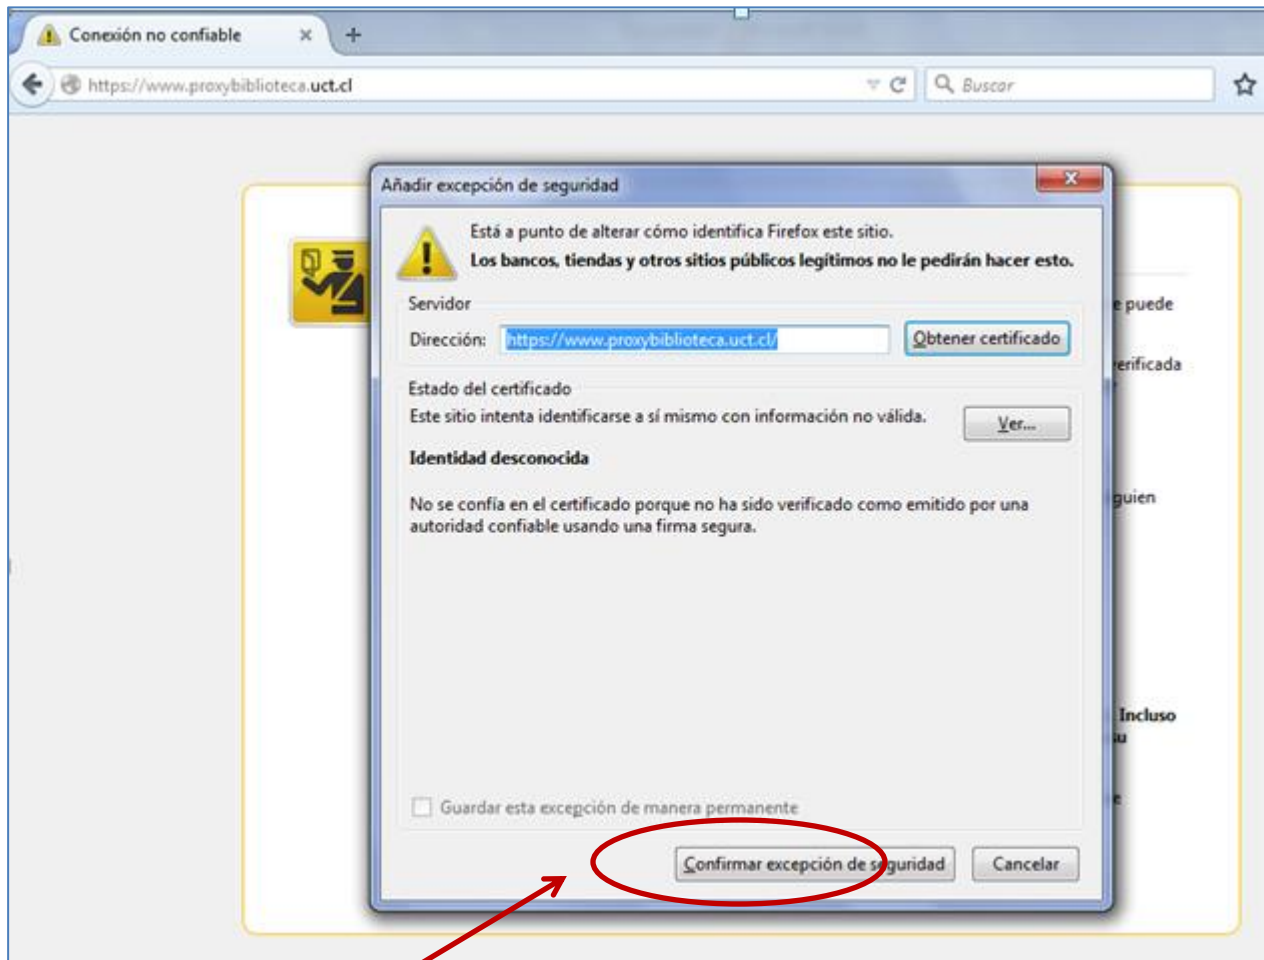 Conexión no confiable
https://www.proxybiblioteca.uct.cl
Buscar
Añadir excepción de seguridad
Está a punto de alterar cómo identifica Firefox este sitio.
Los bancos, tiendas y otros sitios públicos legítimos no le pedirán hacer esto.
Servidor
e puede
Dirección: https://www.proxybiblioteca.uct.cl/ Obtener certificado
erificada
Estado del certificado
Este sitio intenta identificarse a sí mismo con información no válida. Ver...
Identidad desconocida
No se confía en el certificado porque no ha sido verificado como emitido por una
guien
autoridad confiable usando una firma segura.
Incluso
su
e
Guardar esta excepción de manera permanente
Confirmar excepción de seguridad Cancelar